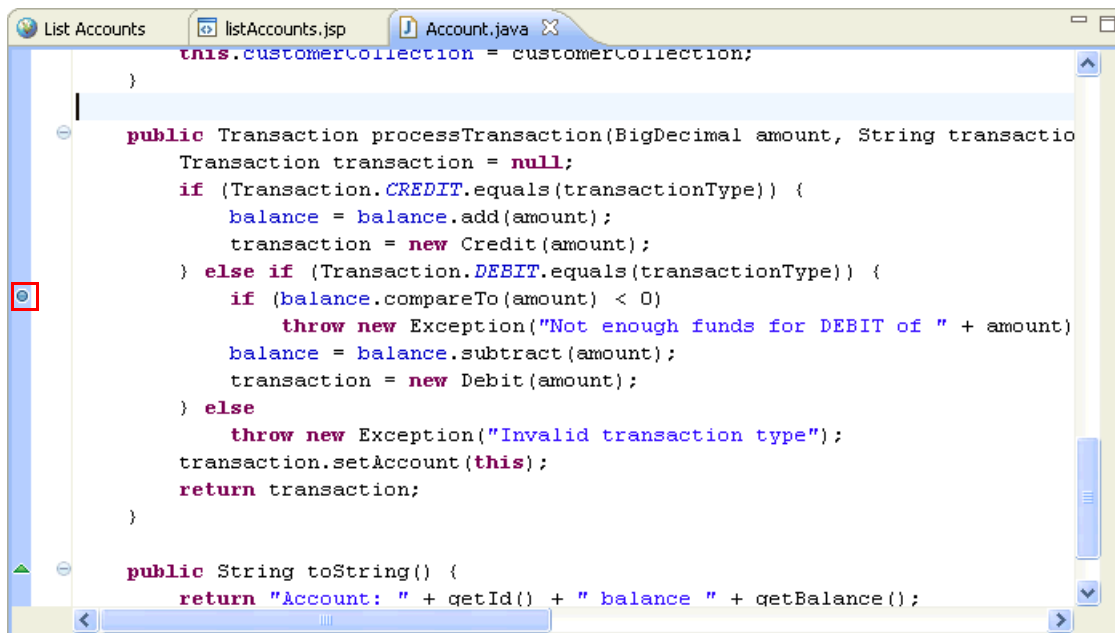 List Accounts listAccounts.jsp Account.java
this.customerCollection = customerCollection;
}
public Transaction processTransaction(BigDecimal amount, String transactio
Transaction transaction = null;
if (Transaction.CREDIT.equals(transactionType)) {
balance = balance.add(amount);
transaction = new Credit(amount);
} else if (Transaction.DEBIT.equals(transactionType)) {
if (balance.compareTo(amount) < 0)
throw new Exception("Not enough funds for DEBIT of " + amount)
balance = balance.subtract(amount);
transaction = new Debit(amount);
} else
throw new Exception("Invalid transaction type");
transaction.setAccount(this);
return transaction;
}
public String toString() {
return "Account: " + getId() + " balance " + getBalance();